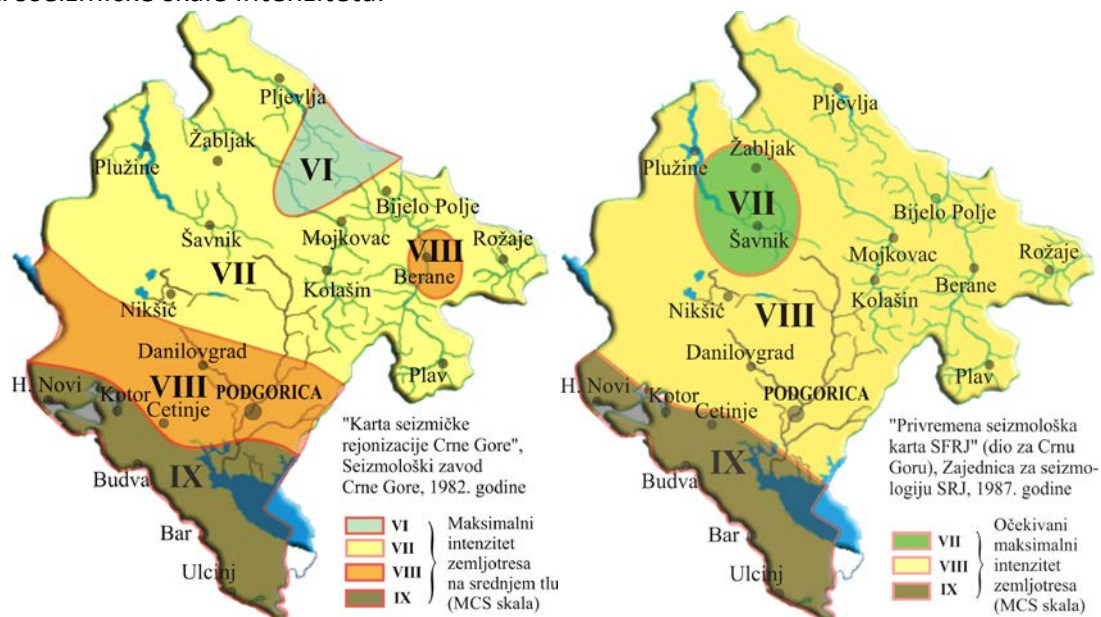 Pljevlja
Žabljak
Plužine
VI
Bijelo Polje
Šavnik
Mojkovac
VIII
Rožaje
VII
Berane
Kolašin
Nikšić
Danilovgrad
Plav
H. Novi
VIII
PODGORICA
Kotor
Cetinje
IX
Budva
Bar
Ulcinj
"Karta seizmičke
rejonizacije Crne Gore",
Seizmološki zavod
Crne Gore, 1982. godine
VI
VII
VIII
IX
Maksimalni
intenzitet
zemljotresa
na srednjem tlu
(MCS skala)
Pljevlja
Žabljak
Plužine
VII
Bijelo Polje
Šavnik
Mojkovac
Rožaje
Berane
Kolašin
Nikšić
VIII
Danilovgrad
Plav
H. Novi
PODGORICA
Kotor
Cetinje
IX
Budva
Bar
Ulcinj
"Privremena seizmološka
karta SFRJ" (dio za Crnu
Goru), Zajednica za seizmo-
logiju SRJ, 1987. godine
VII
VIII
IX
Očekivani
maksimalni
intenzitet
zemljotresa
(MCS skala)